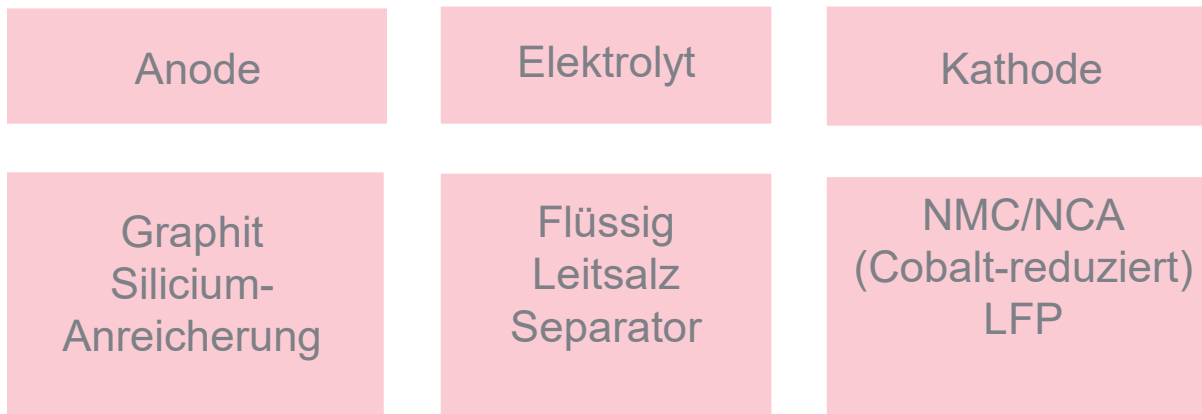 Anode
Elektrolyt
Kathode
Graphit
Silicium-
Anreicherung
Flüssig
Leitsalz
Separator
NMC/NCA
(Cobalt-reduziert)
LFP